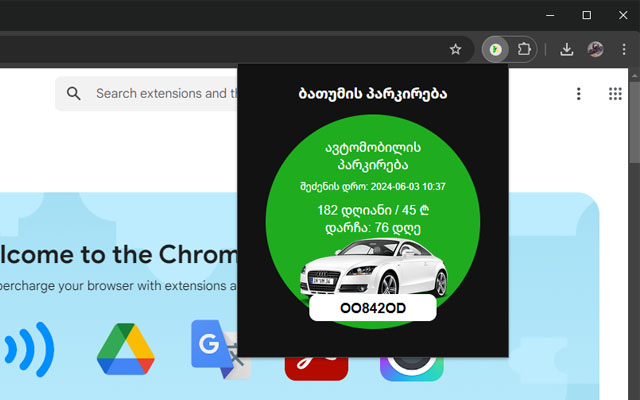 Search extensions and th
ბათუმის პარკირება
ავტომობილის
პარკირება
შეძენის დრო: 2024-06-03 10:37
182 დღიანი / 45 ₾
დარჩა: 76 დღე
OO842OD
elcome to the Chrom
percharge your browser with extensions a